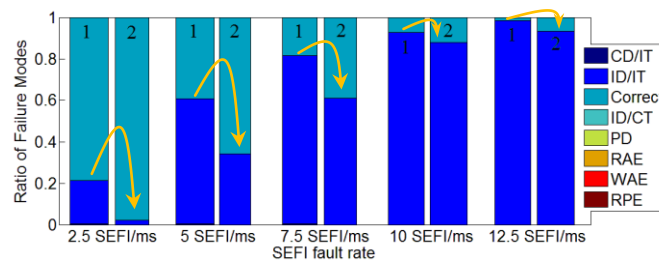 Ratio of Failure Modes
1
0.8
0.6
0.4
0.2
0
1 2
1 2
1 2
1 2
1 2
2.5 SEFI/ms 5 SEFI/ms 7.5 SEFI/ms 10 SEFI/ms 12.5 SEFI/ms
SEFI fault rate
CD/IT
ID/IT
Correc
ID/CT
PD
RAE
WAE
RPE